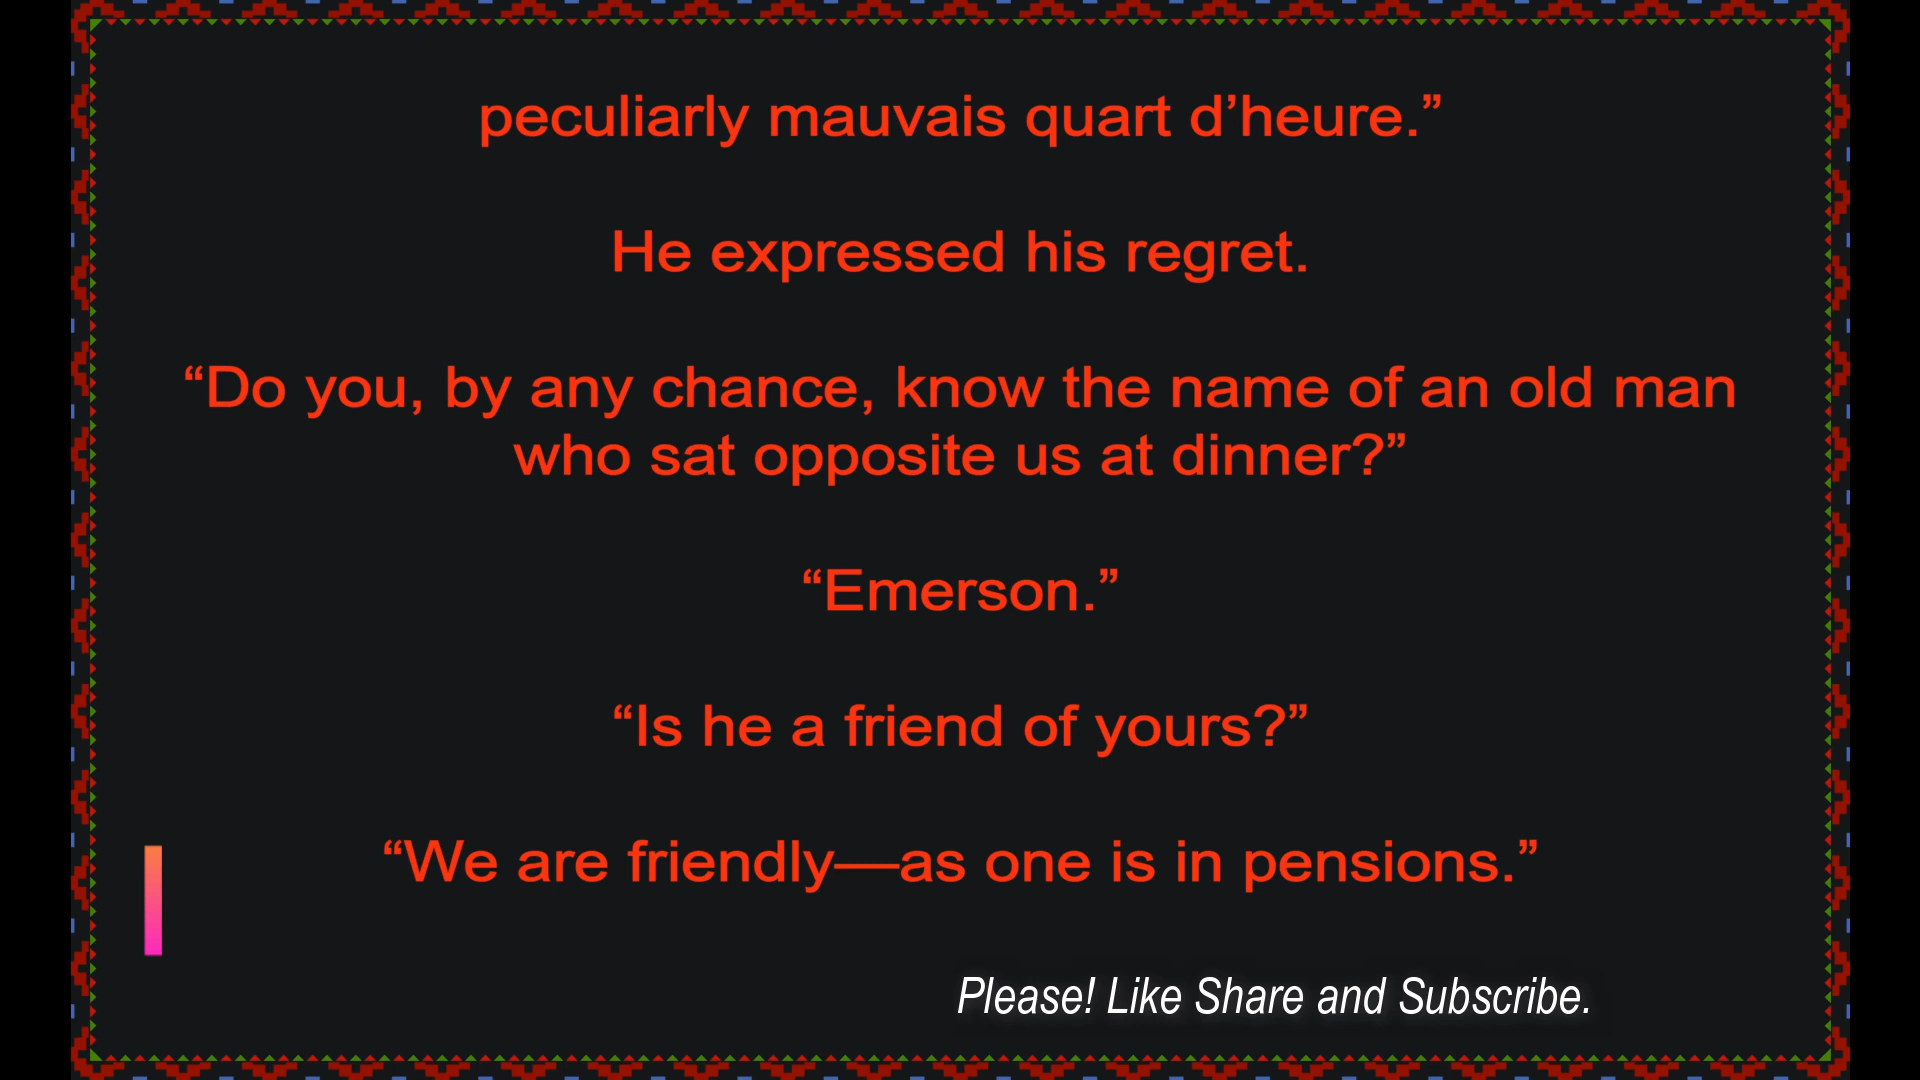 peculiarly mauvais quart d’heure.”
He expressed his regret.
“Do you, by any chance, know the name of an old man
who sat opposite us at dinner?”
“Emerson.”
“Is he a friend of yours?”
“We are friendly—as one is in pensions.”
Please! Like Share and Subscribe.